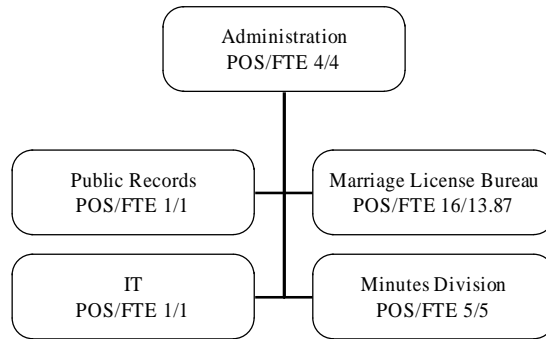 Administration
POS/FTE 4/4
Public Records
POS/FTE 1/1
Marriage License Bureau
POS/FTE 16/13.87
IT
POS/FTE 1/1
Minutes Division
POS/FTE 5/5